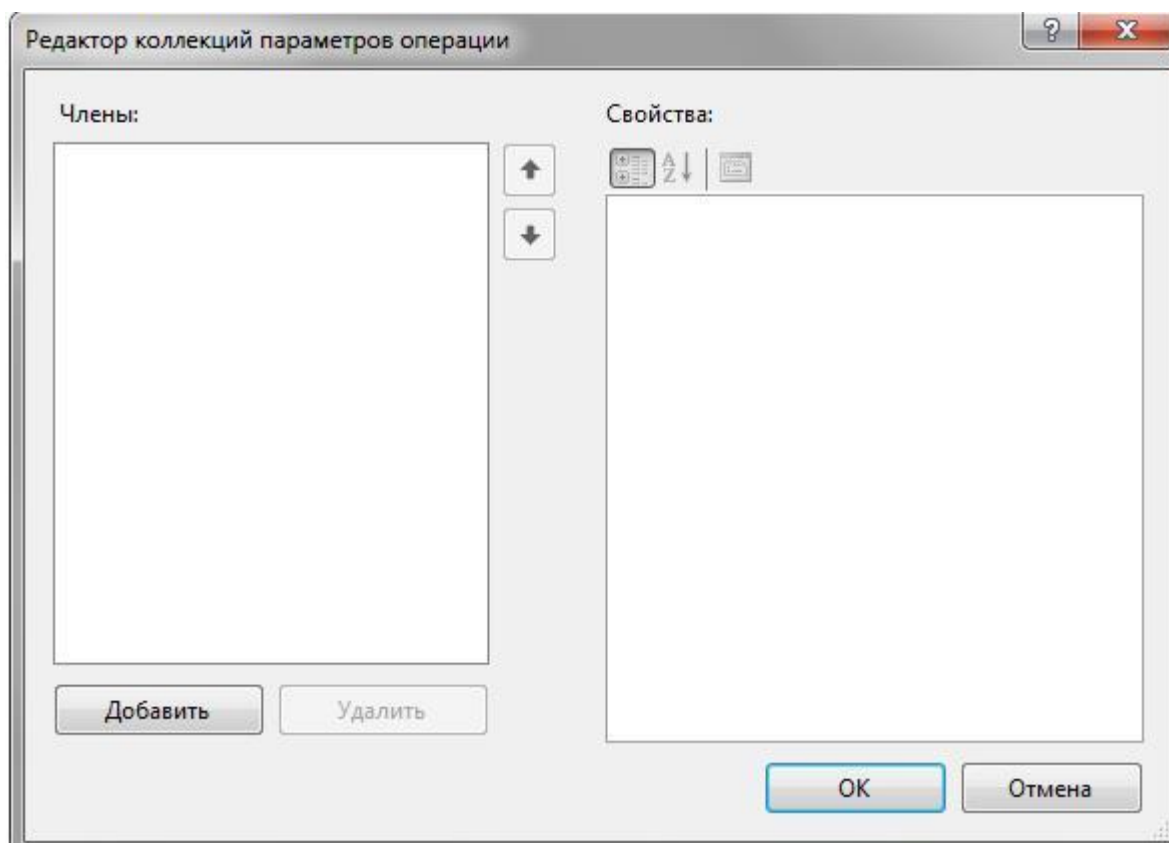 Редактор коллекций параметров операции
Члены:
Свойства:
A
Z
Добавить
Удалить
OK
Отмена